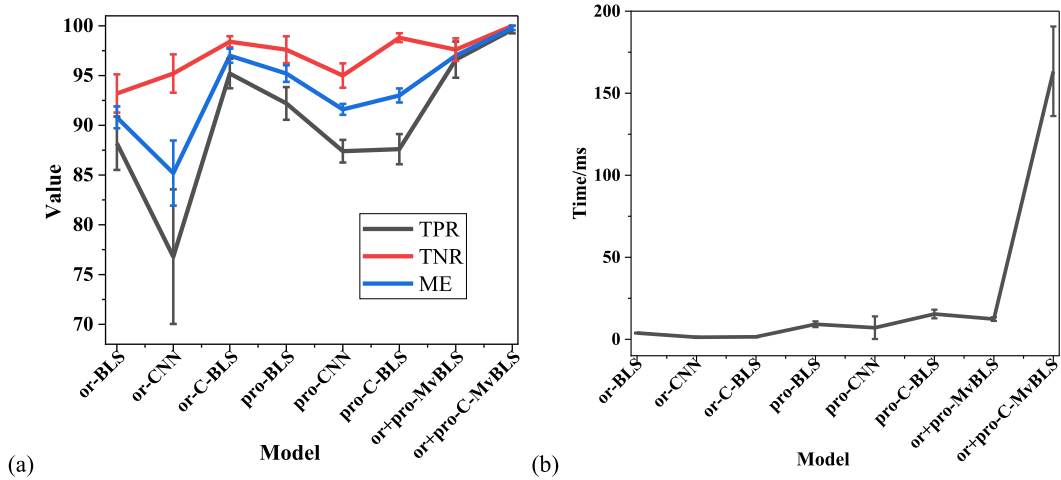 100
95
90
85
80
75
70
Value
TPR
TNR
ME
or-BLS
or-CNN
or-C-BLS
pro-BLS
pro-CNN
pro-C-BLS
or+pro-MvBLS
or+pro-C-MvBLS
Model
(a)
200
150
100
50
0
Time/ms
or-BLS
or-CNN
or-C-BLS
pro-BLS
pro-CNN
pro-C-BLS
or+pro-MvBLS
or+pro-C-MvBLS
Model
(b)